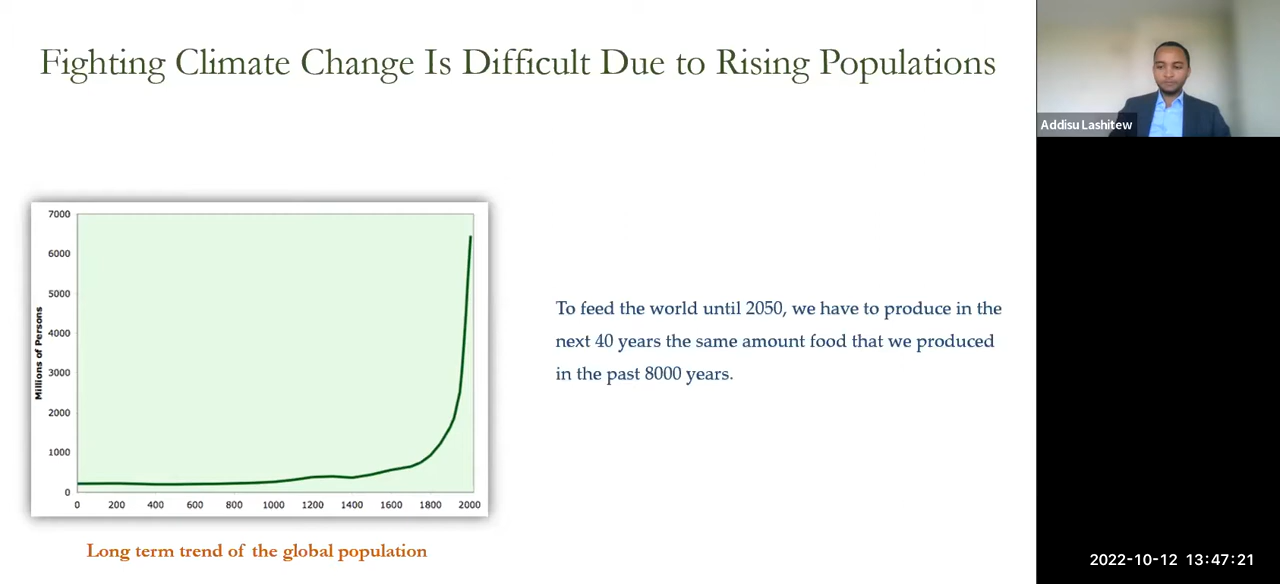 Fighting Climate Change Is Difficult Due to Rising Populations
Addisu Lashitew
7000
6000
5000
4000
3000
2000
1000
0
Millions of Persons
0 200 400 600 800 1000 1200 1400 1600 1800 2000
Long term trend of the global population
To feed the world until 2050, we have to produce in the
next 40 years the same amount food that we produced
in the past 8000 years.
2022-10-12 13:47:21